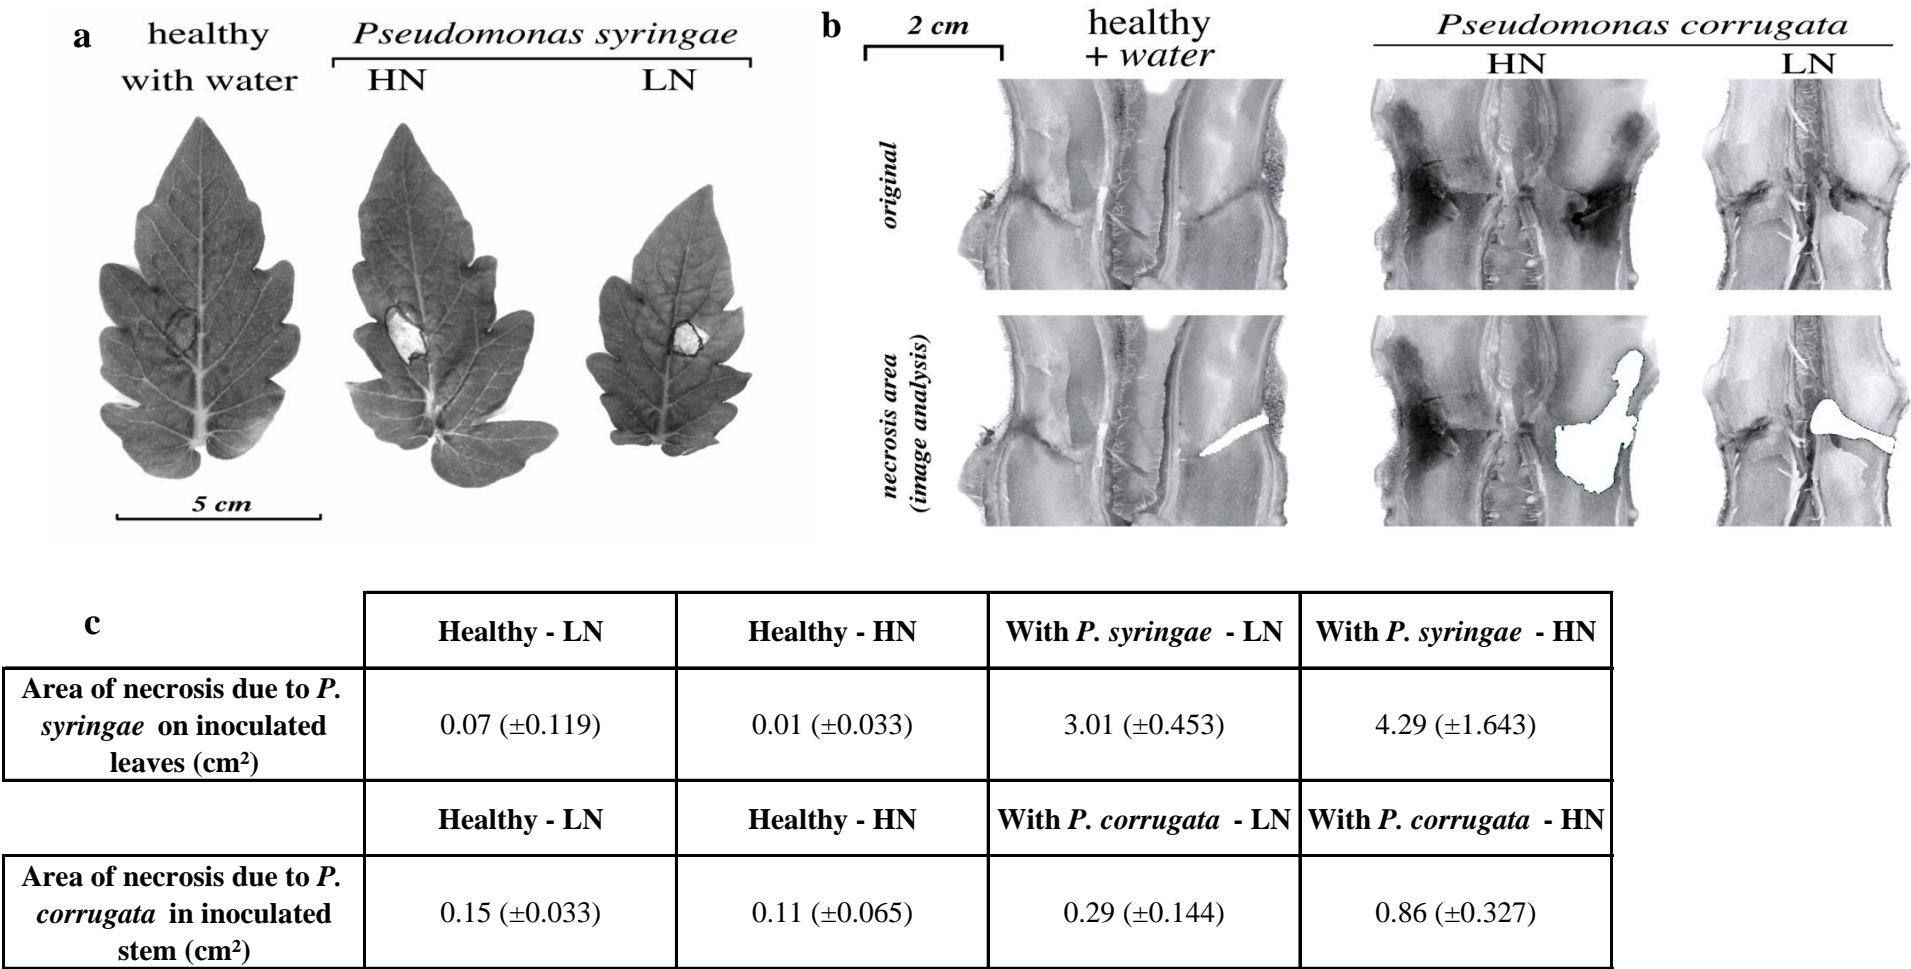 a
healthy
with water
Pseudomonas syringae
HN
LN
5 cm
b
2 cm
healthy
+ water
Pseudomonas corrugata
HN
LN
original
necrosis area
(image analysis)
c
Healthy - LN
Healthy - HN
With P. syringae - LN
With P. syringae - HN
Area of necrosis due to P.
syringae on inoculated
leaves (cm²)
0.07 (±0.119)
0.01 (±0.033)
3.01 (±0.453)
4.29 (±1.643)
Healthy - LN
Healthy - HN
With P. corrugata - LN
With P. corrugata - HN
Area of necrosis due to P.
corrugata in inoculated
stem (cm²)
0.15 (±0.033)
0.11 (±0.065)
0.29 (±0.144)
0.86 (±0.327)